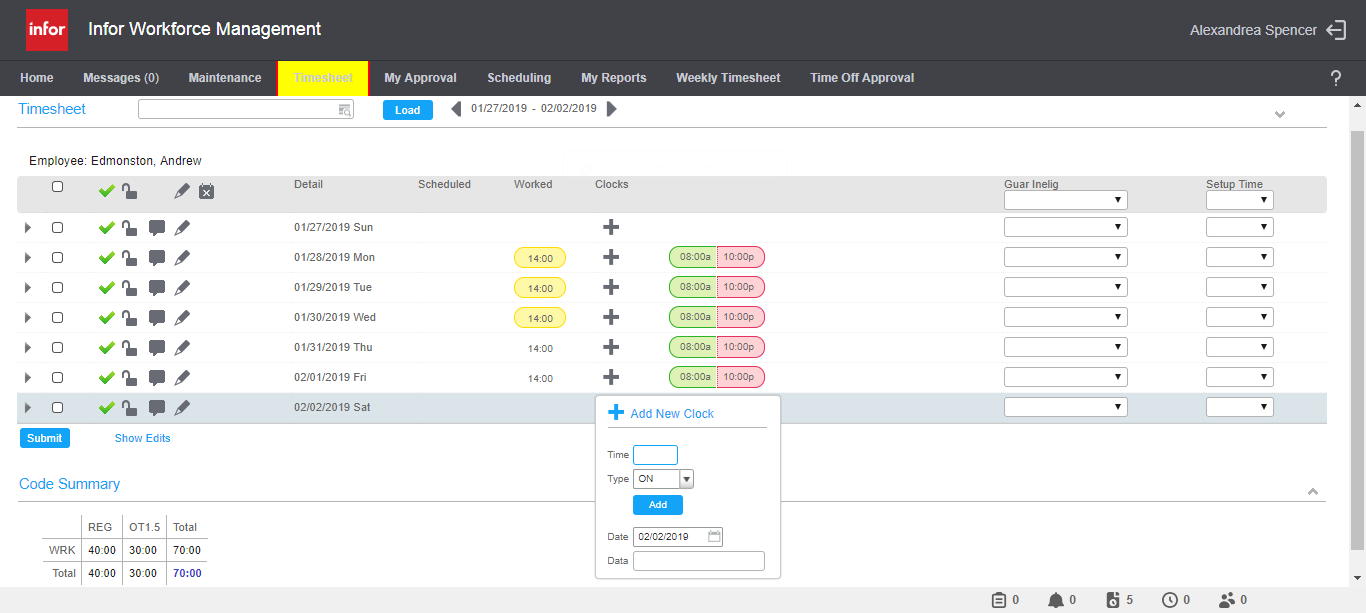 infor Infor Workforce Management Alexandrea Spencer
Home Messages (0) Maintenance Timesheet My Approval Scheduling My Reports Weekly Timesheet Time Off Approval ?
Timesheet Load 01/27/2019 - 02/02/2019
Employee: Edmonston, Andrew
Detail Scheduled Worked Clocks Guar Inelig Setup Time
01/27/2019 Sun
01/28/2019 Mon 14:00 08:00a 10:00p
01/29/2019 Tue 14:00 08:00a 10:00p
01/30/2019 Wed 14:00 08:00a 10:00p
01/31/2019 Thu 14:00 08:00a 10:00p
02/01/2019 Fri 14:00 08:00a 10:00p
02/02/2019 Sat
Add New Clock
Time
Type ON
Add
Date 02/02/2019
Data
Submit Show Edits
Code Summary
REG OT1.5 Total
WRK 40:00 30:00 70:00
Total 40:00 30:00 70:00
0 0 5 0 0